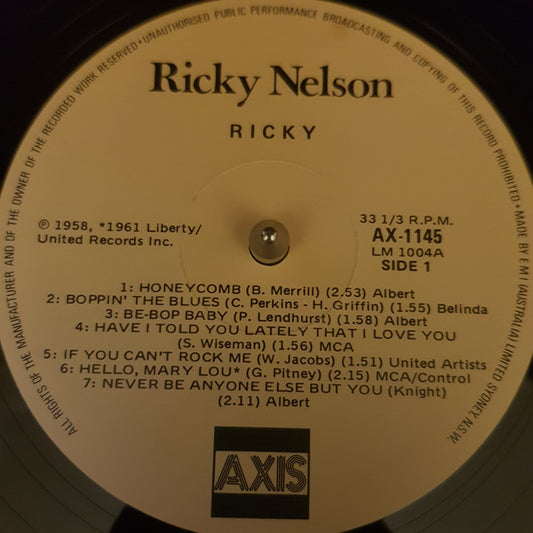 ALL RIGHTS OF THE MANUFACTURER AND OF THE OWNER OF THE RECORDED WORK RESERVED • UNAUTHORISED PUBLIC PERFORMANCE BROADCASTING AND COPYING OF THIS RECORD PROHIBITED • MADE BY E M I (AUSTRALIA) LIMITED SYDNEY, N.S.W.
Ricky Nelson
RICKY
℗ 1958, *1961 Liberty/
United Records Inc.
33 1/3 R.P.M.
AX-1145
LM 1004A
SIDE 1
1: HONEYCOMB (B. Merrill) (2.53) Albert
2: BOPPIN' THE BLUES (C. Perkins - H. Griffin) (1.55) Belinda
3: BE-BOP BABY (P. Lendhurst) (1.58) Albert
4: HAVE I TOLD YOU LATELY THAT I LOVE YOU
(S. Wiseman) (1.56) MCA
5: IF YOU CAN'T ROCK ME (W. Jacobs) (1.51) United Artists
6: HELLO, MARY LOU* (G. Pitney) (2.15) MCA/Control
7: NEVER BE ANYONE ELSE BUT YOU (Knight)
(2.11) Albert
AXIS